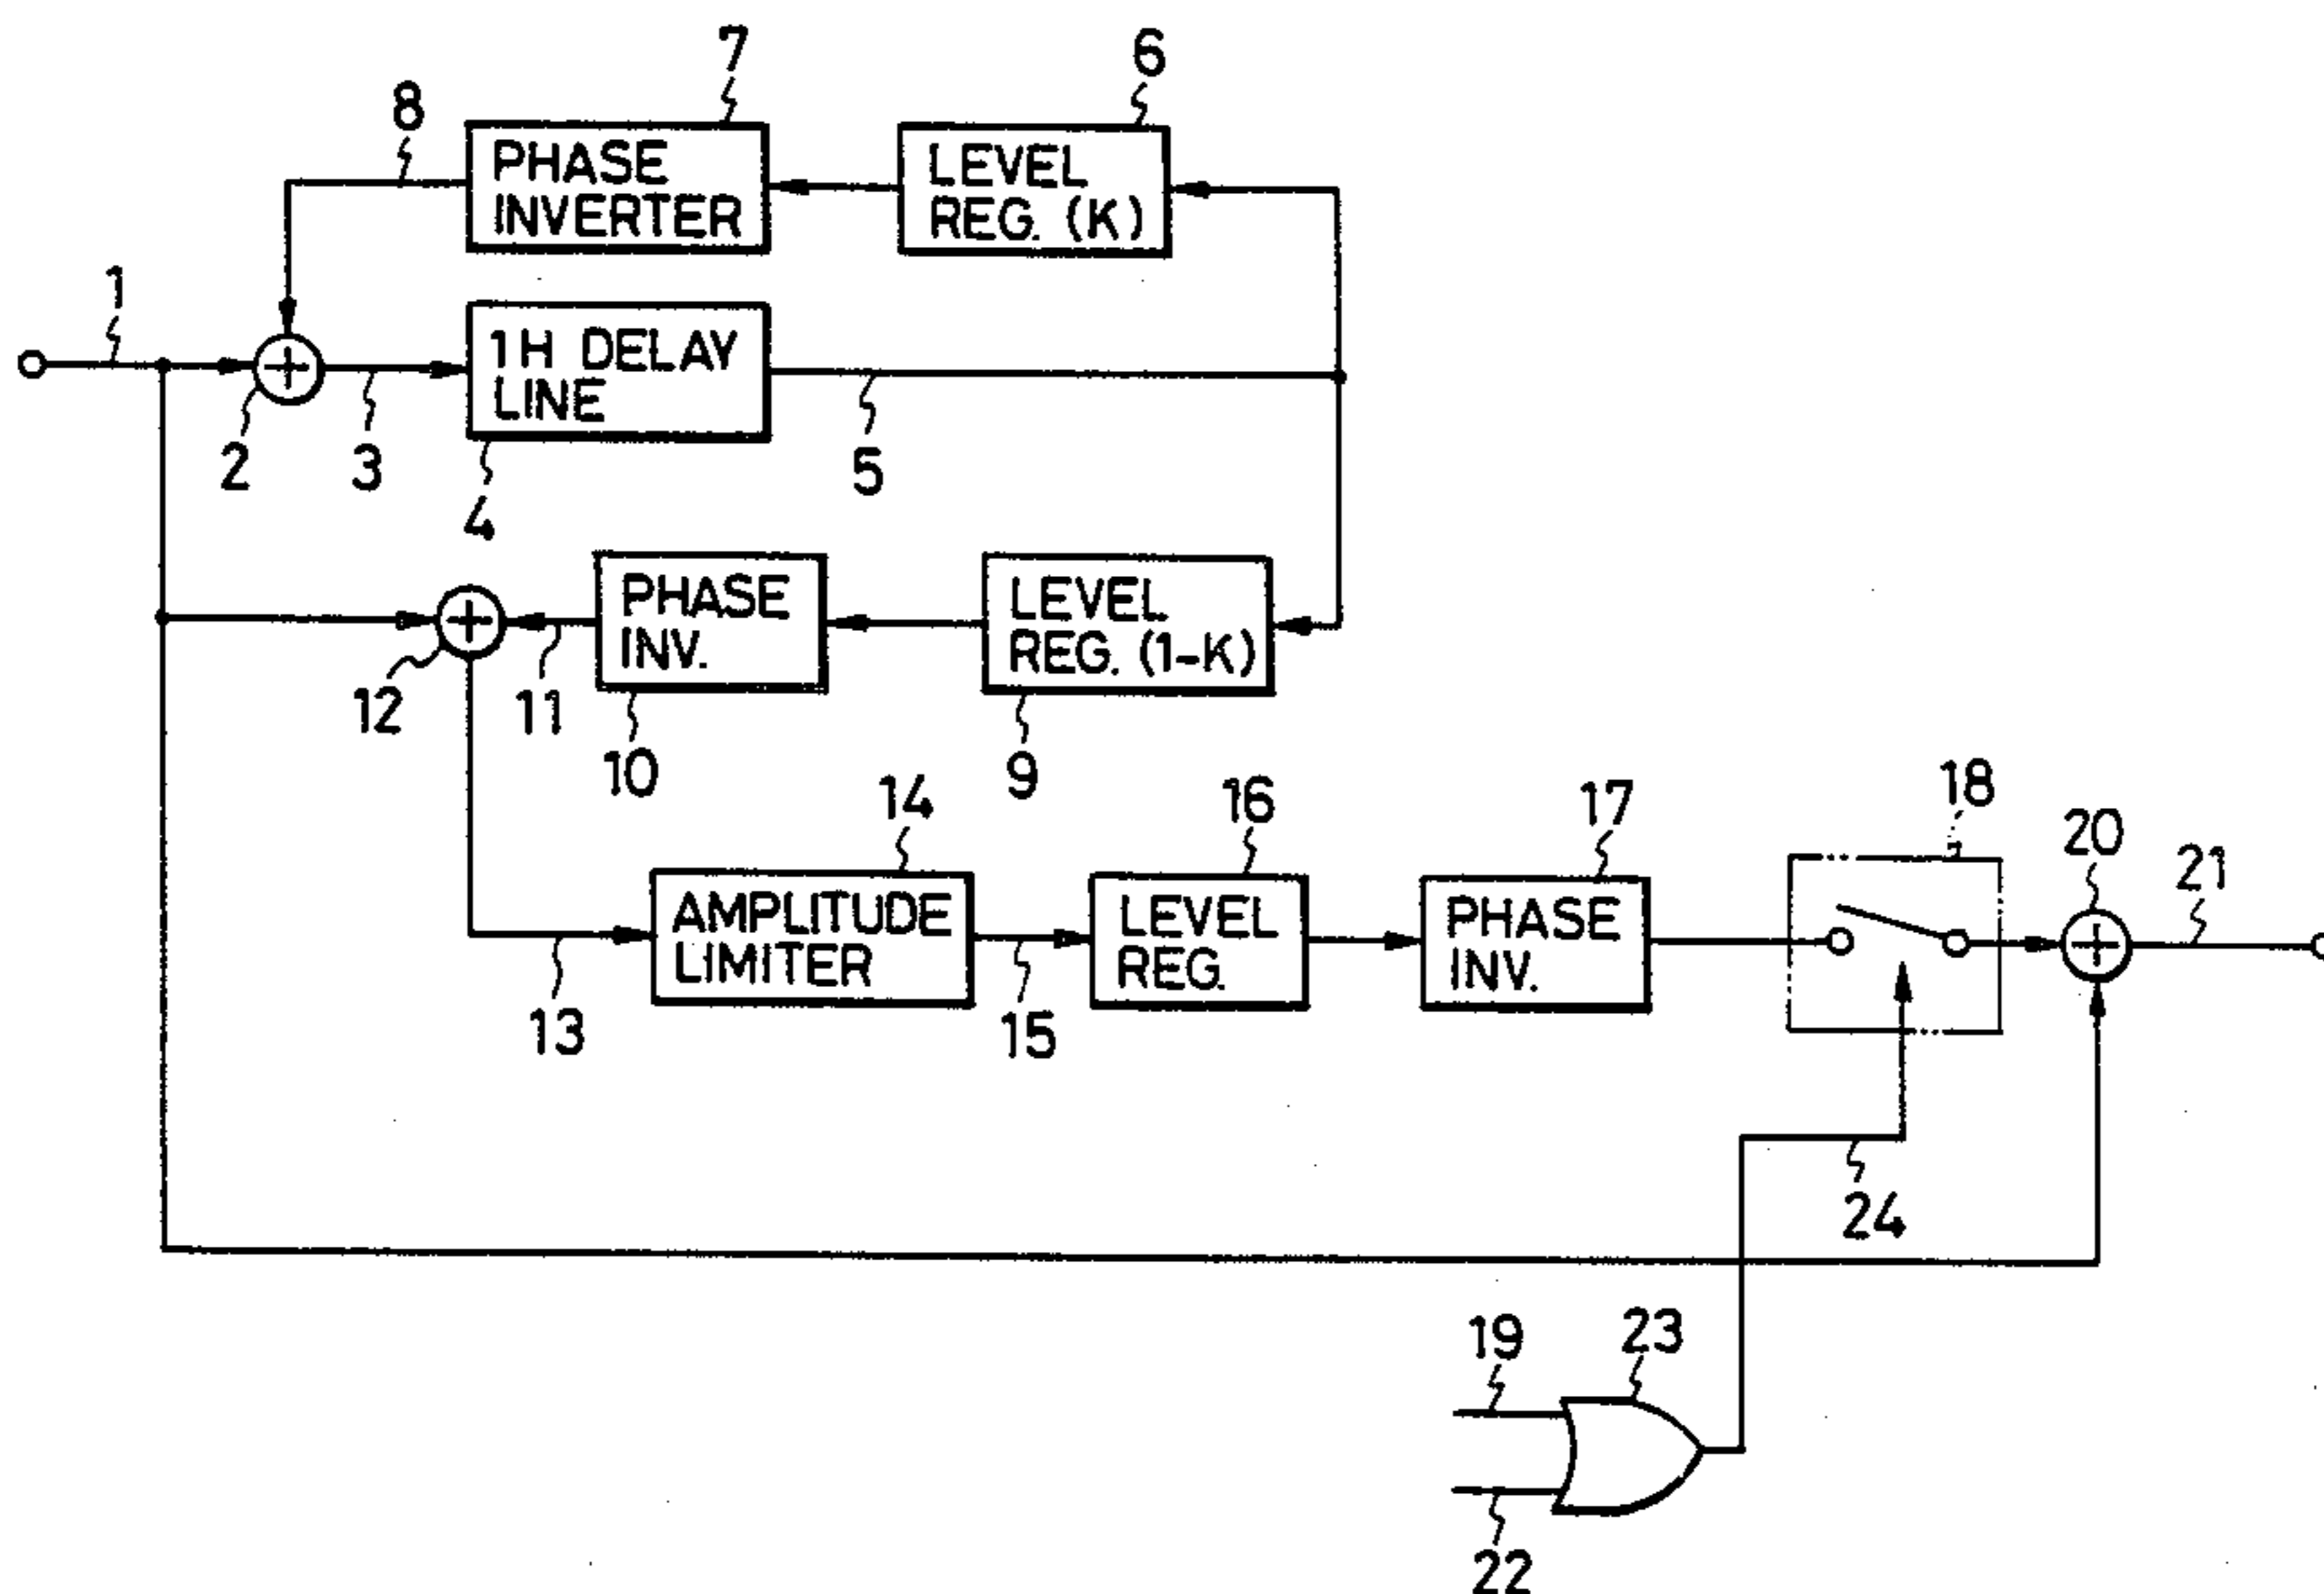 7
6
8
PHASE
INVERTER
LEVEL
REG. (K)
1
1H DELAY
LINE
2
3
4
5
PHASE
INV.
LEVEL
REG. (1-K)
12
11
10
9
14
16
17
18
20
21
AMPLITUDE
LIMITER
LEVEL
REG.
PHASE
INV.
13
15
24
19
23
22